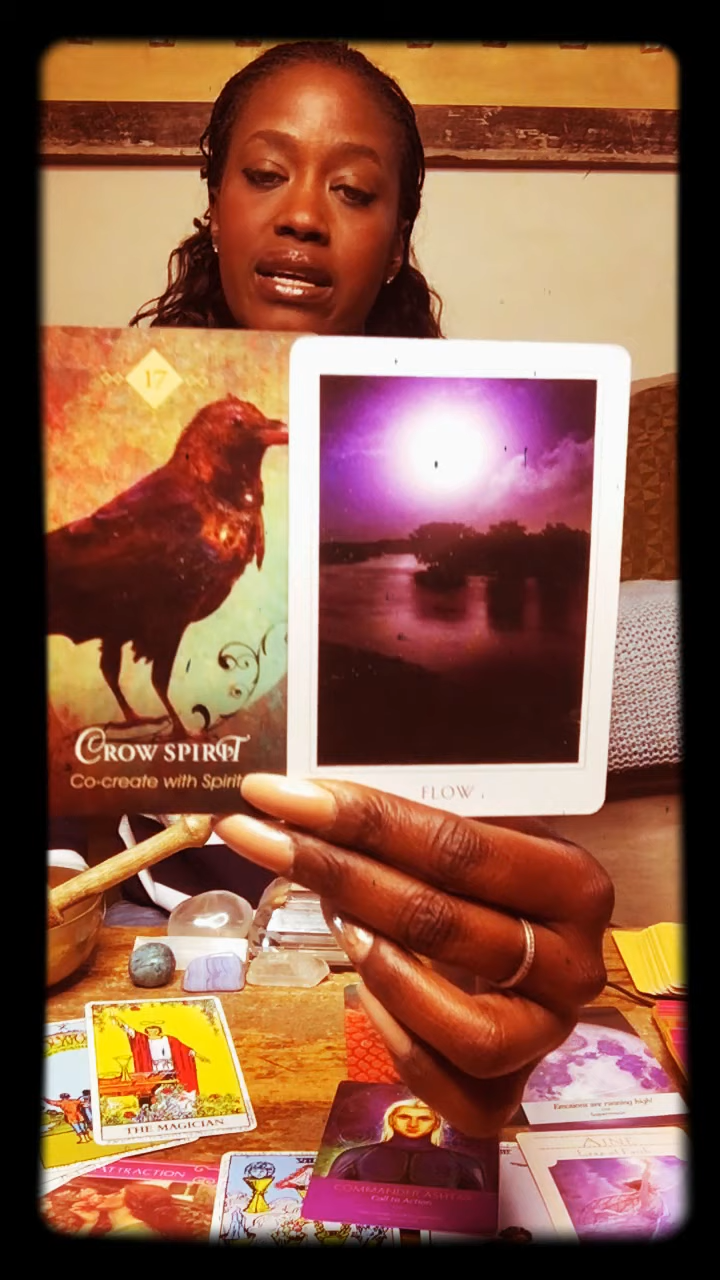 17
CROW SPIRIT
Co-create with Spirit
FLOW
THE MAGICIAN
ATTRACTION
Emotions are running high!
COMMANDER ASHTAR
Call to Action
AINE